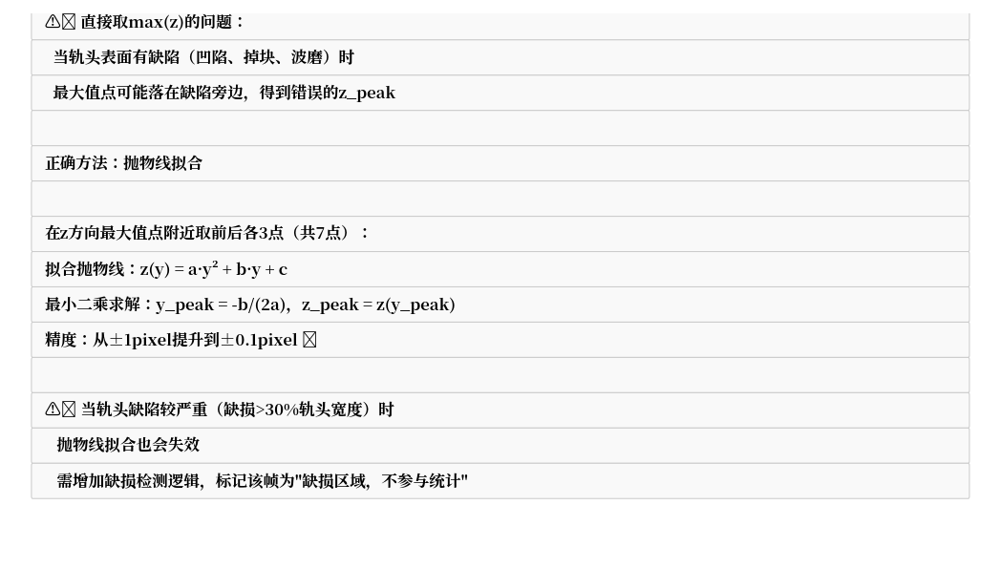 ⚠ 直接取max(z)的问题：
当轨头表面有缺陷（凹陷、掉块、波磨）时
最大值点可能落在缺陷旁边，得到错误的z_peak
正确方法：抛物线拟合
在z方向最大值点附近取前后各3点（共7点）：
拟合抛物线：z(y) = a·y² + b·y + c
最小二乘求解：y_peak = -b/(2a)，z_peak = z(y_peak)
精度：从±1pixel提升到±0.1pixel
⚠ 当轨头缺陷较严重（缺损>30%轨头宽度）时
抛物线拟合也会失效
需增加缺损检测逻辑，标记该帧为"缺损区域，不参与统计"